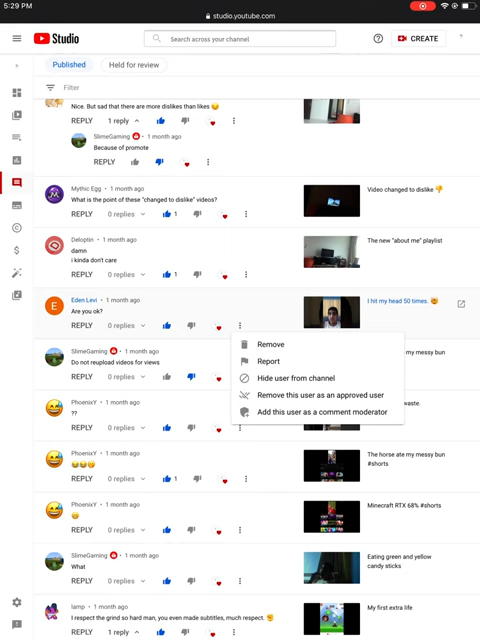 5:29 PM
studio.youtube.com
Studio
Search across your channel
CREATE
Published
Held for review
Filter
Nice. But sad that there are more dislikes than likes 😔
REPLY 1 reply
SlimeGaming • 1 month ago
Because of promote
REPLY
Mythic Egg • 1 month ago
What is the point of these "changed to dislike" videos?
REPLY 0 replies 1
Video changed to dislike 👎
Deloptin • 1 month ago
damn
i kinda don't care
REPLY 0 replies 1
The new "about me" playlist
E
Eden Levi • 1 month ago
Are you ok?
REPLY 0 replies
I hit my head 50 times. 🤕
Remove
Report
Hide user from channel
Remove this user as an approved user
Add this user as a comment moderator
SlimeGaming • 1 month ago
Do not reupload videos for views
REPLY 0 replies
my messy bun
PhoenixY • 1 month ago
??
REPLY 0 replies
waste.
PhoenixY • 1 month ago
REPLY 0 replies 1
The horse ate my messy bun
#shorts
PhoenixY • 1 month ago
REPLY 0 replies
Minecraft RTX 68% #shorts
SlimeGaming • 1 month ago
What
REPLY 0 replies
Eating green and yellow
candy sticks
lamp • 1 month ago
I respect the grind so hard man, you even made subtitles, much respect. ✊
REPLY 1 reply
My first extra life